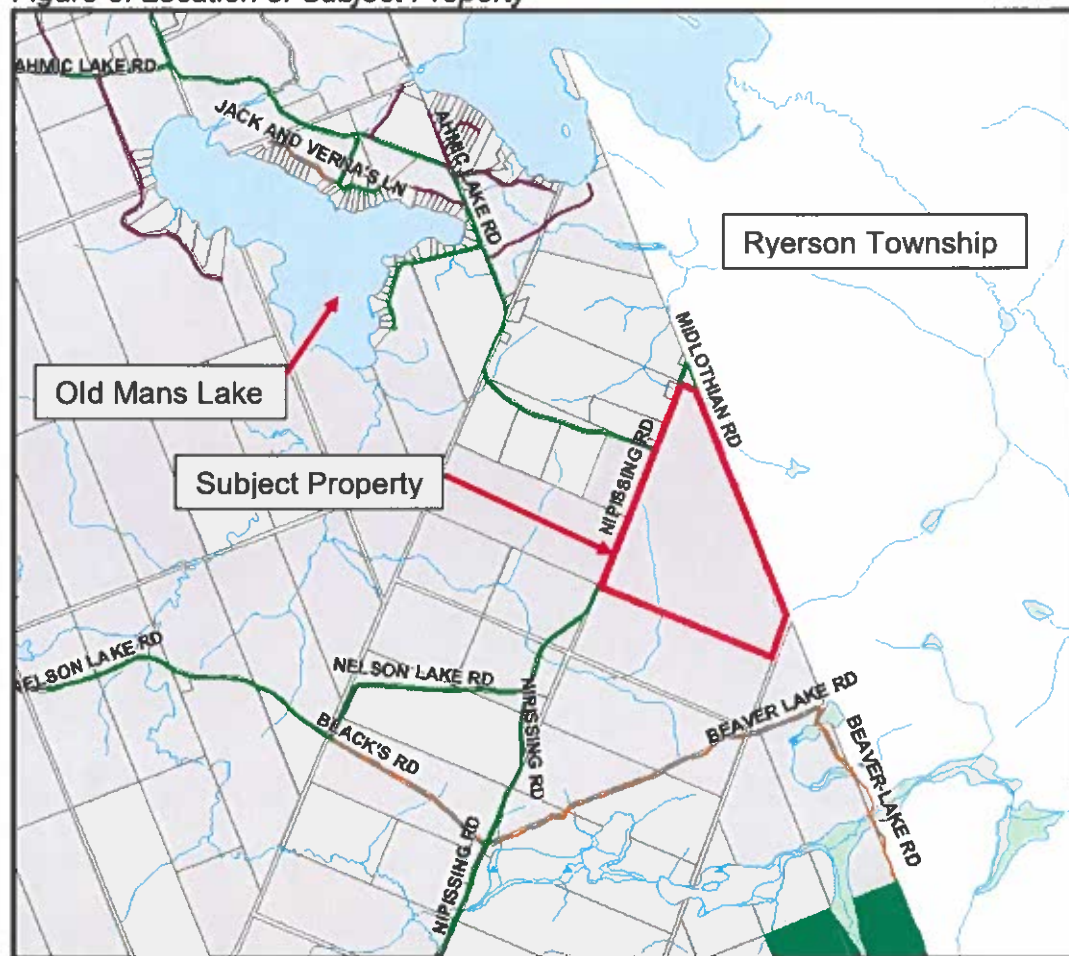 AHMIC LAKE RD
JACK AND VERNA'S LN
AHMIC LAKE RD
Ryerson Township
MIDLOTHIAN RD
Old Mans Lake
NIPISSING RD
Subject Property
NELSON LAKE RD
NELSON LAKE RD
NIPISSING RD
BLACK'S RD
BEAVER LAKE RD
BEAVER LAKE RD
NIPISSING RD